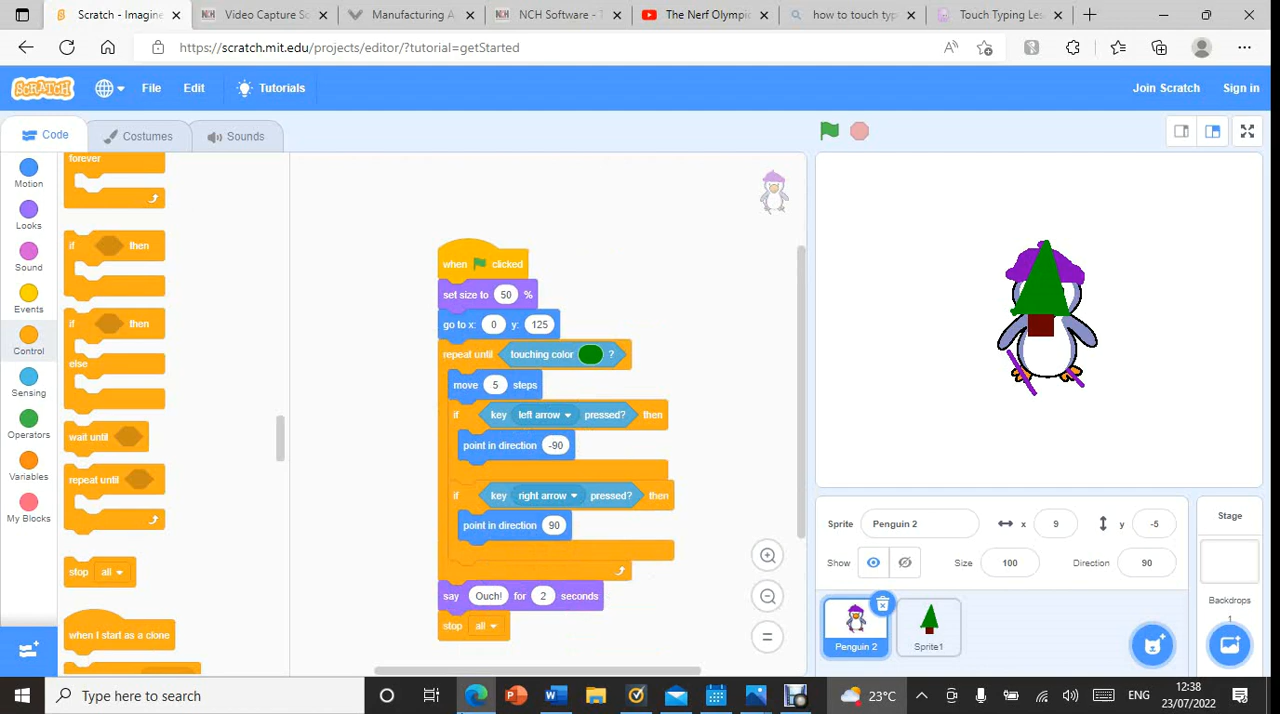 Scratch - Imagine
Video Capture So
Manufacturing A
NCH Software - T
The Nerf Olympic
how to touch typ
Touch Typing Les
https://scratch.mit.edu/projects/editor/?tutorial=getStarted
SCRATCH
File
Edit
Tutorials
Join Scratch
Sign in
Code
Costumes
Sounds
Motion
Looks
Sound
Events
Control
Sensing
Operators
Variables
My Blocks
forever
if then
if then
else
wait until
repeat until
stop all
when I start as a clone
when clicked
set size to 50 %
go to x: 0 y: 125
repeat until touching color ?
move 5 steps
if key left arrow pressed? then
point in direction -90
if key right arrow pressed? then
point in direction 90
say Ouch! for 2 seconds
stop all
Sprite Penguin 2 x 9 y -5
Show Size 100 Direction 90
Penguin 2
Sprite1
Stage
Backdrops
1
Type here to search
23°C
ENG
12:38
23/07/2022